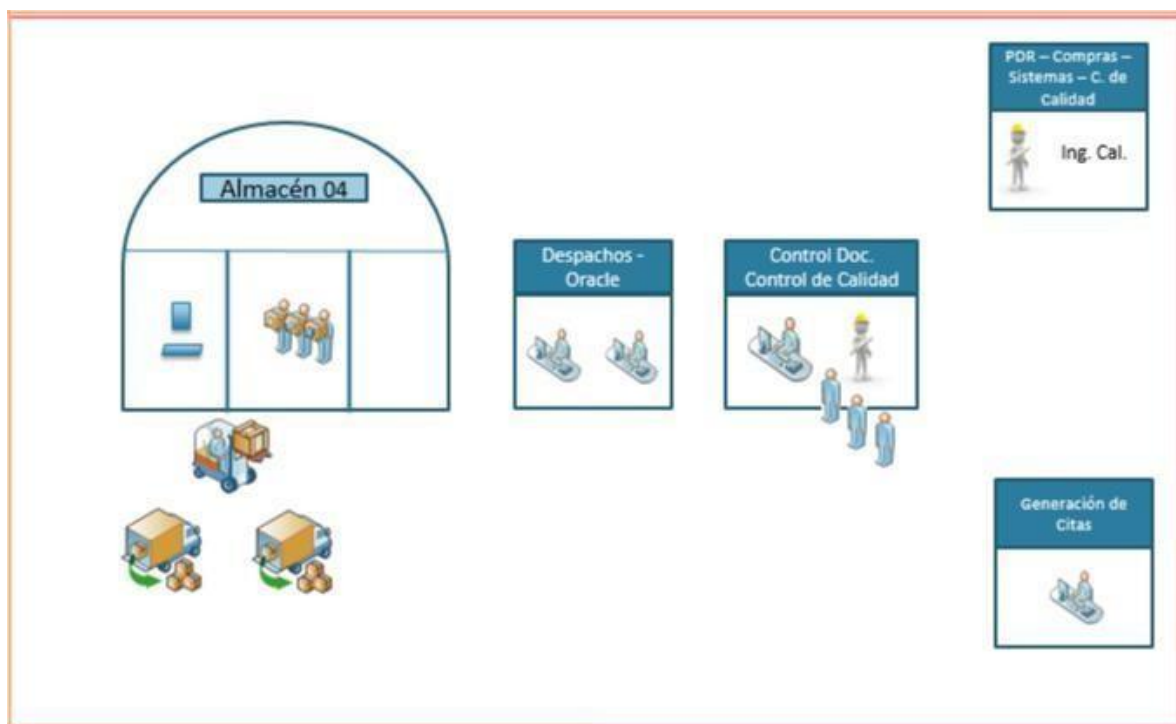 PDR – Compras –
Sistemas – C. de
Calidad
Ing. Cal.
Almacén 04
Despachos -
Oracle
Control Doc.
Control de Calidad
Generación de
Citas